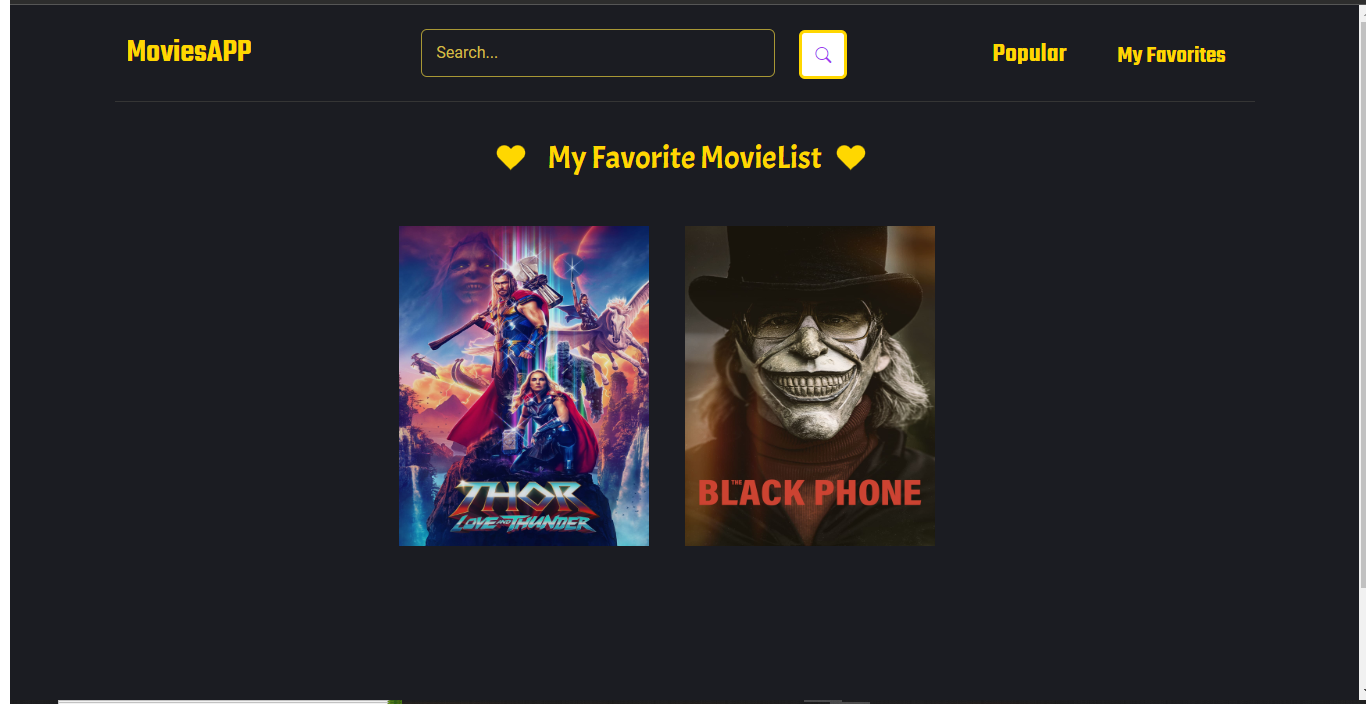 MoviesAPP
Search...
Popular
My Favorites
My Favorite MovieList
THOR
LOVE AND THUNDER
THE BLACK PHONE